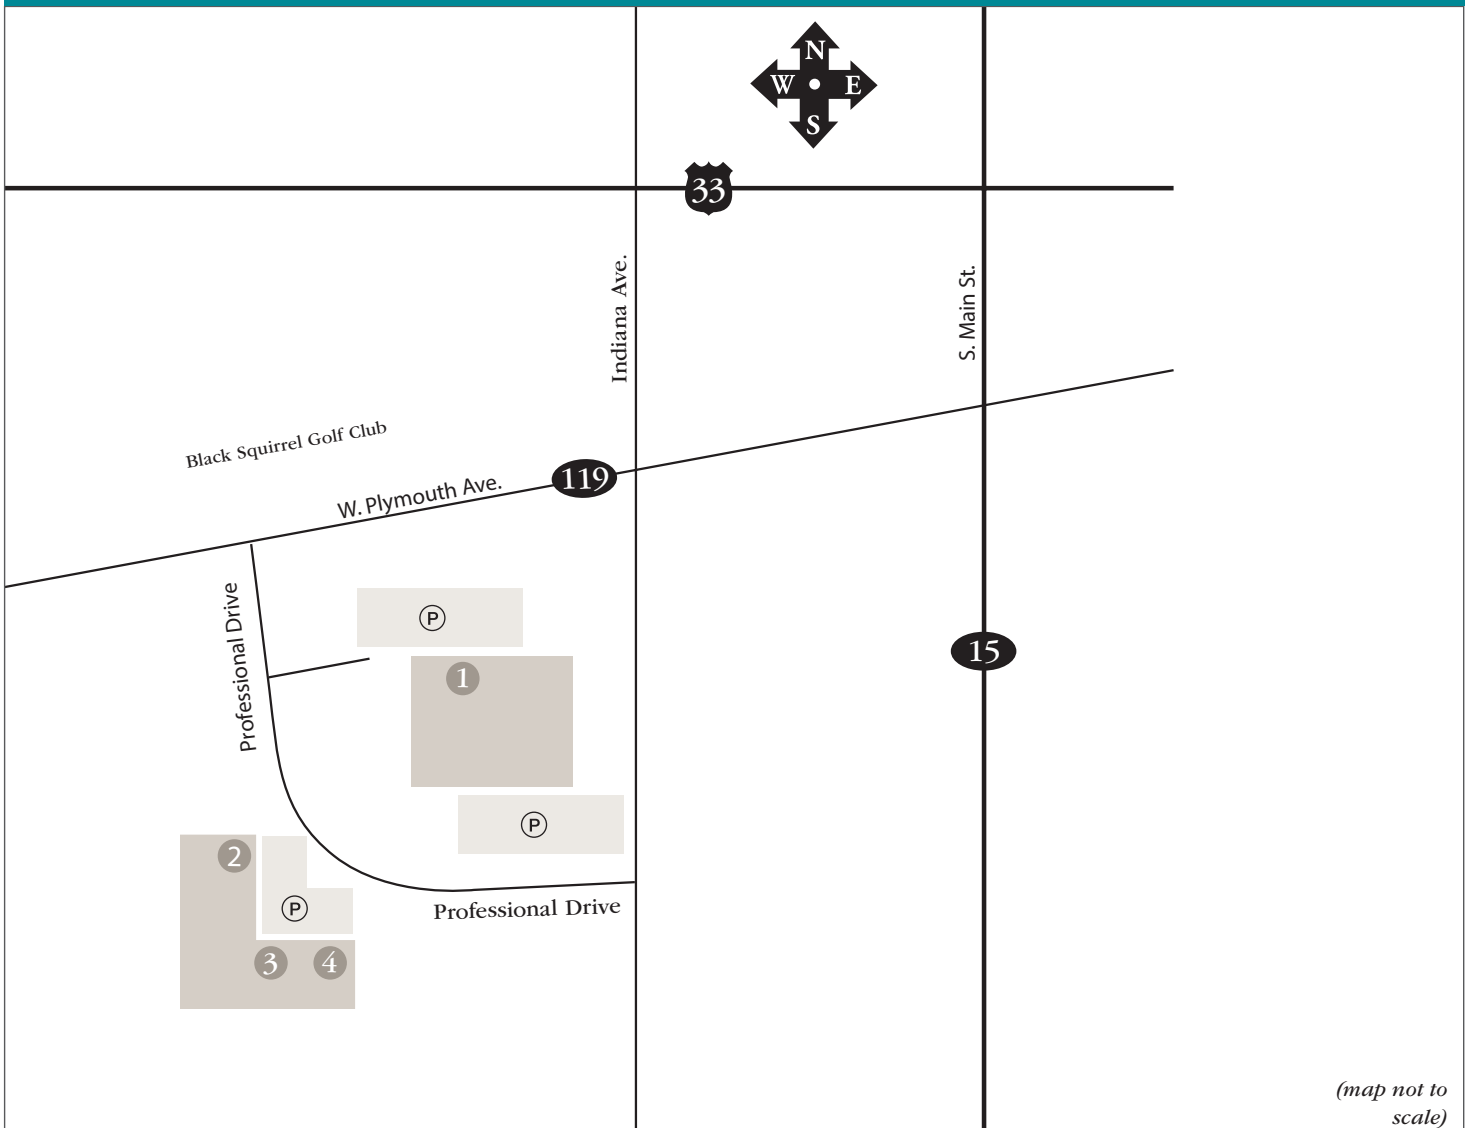 N
W E
S
33
Indiana Ave.
S. Main St.
Black Squirrel Golf Club
119
W. Plymouth Ave.
Professional Drive
P
15
1
P
2
P
Professional Drive
3 4
(map not to
scale)